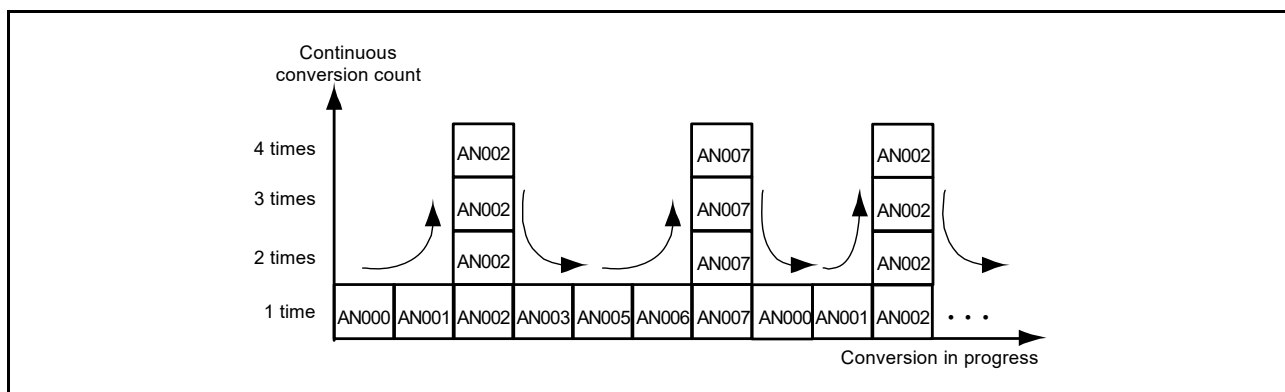 Continuous
conversion count
4 times
AN002
AN007
AN002
3 times
AN002
AN007
AN002
2 times
AN002
AN007
AN002
1 time
AN000
AN001
AN002
AN003
AN005
AN006
AN007
AN000
AN001
AN002
• • •
Conversion in progress